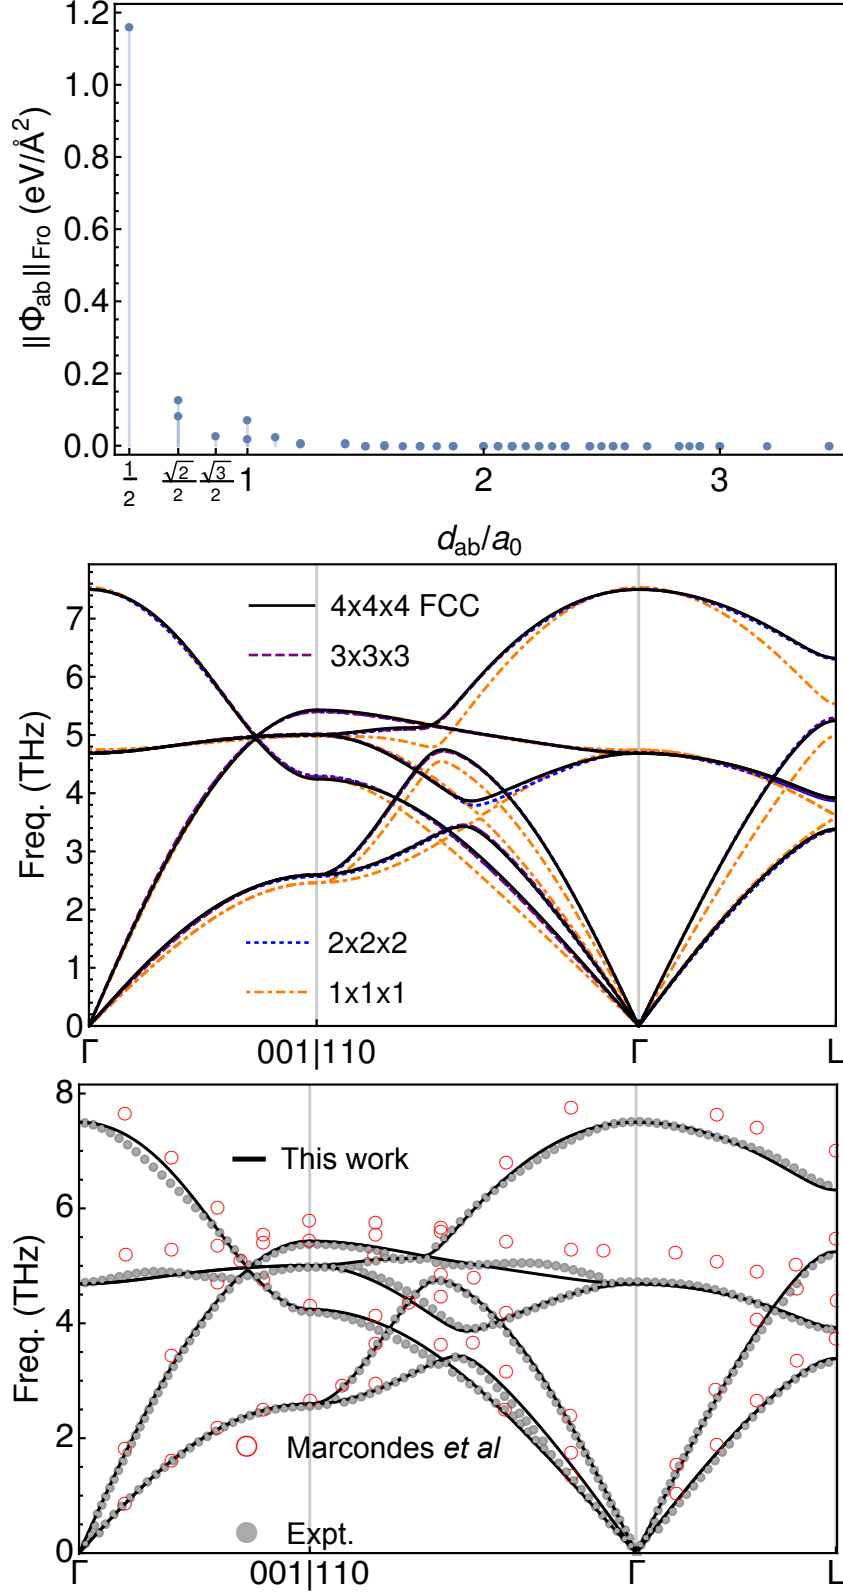 1.2
1.0
0.8
0.6
0.4
0.2
0.0
||Φab||Fro (eV/Å²)
1/2 √2/2 √3/2 1 2 3
dab/a0
4x4x4 FCC
3x3x3
2x2x2
1x1x1
7
6
5
4
3
2
1
0
Freq. (THz)
Γ 001|110 Γ L
8
6
4
2
0
Freq. (THz)
This work
Marcondes et al
Expt.
Γ 001|110 Γ L